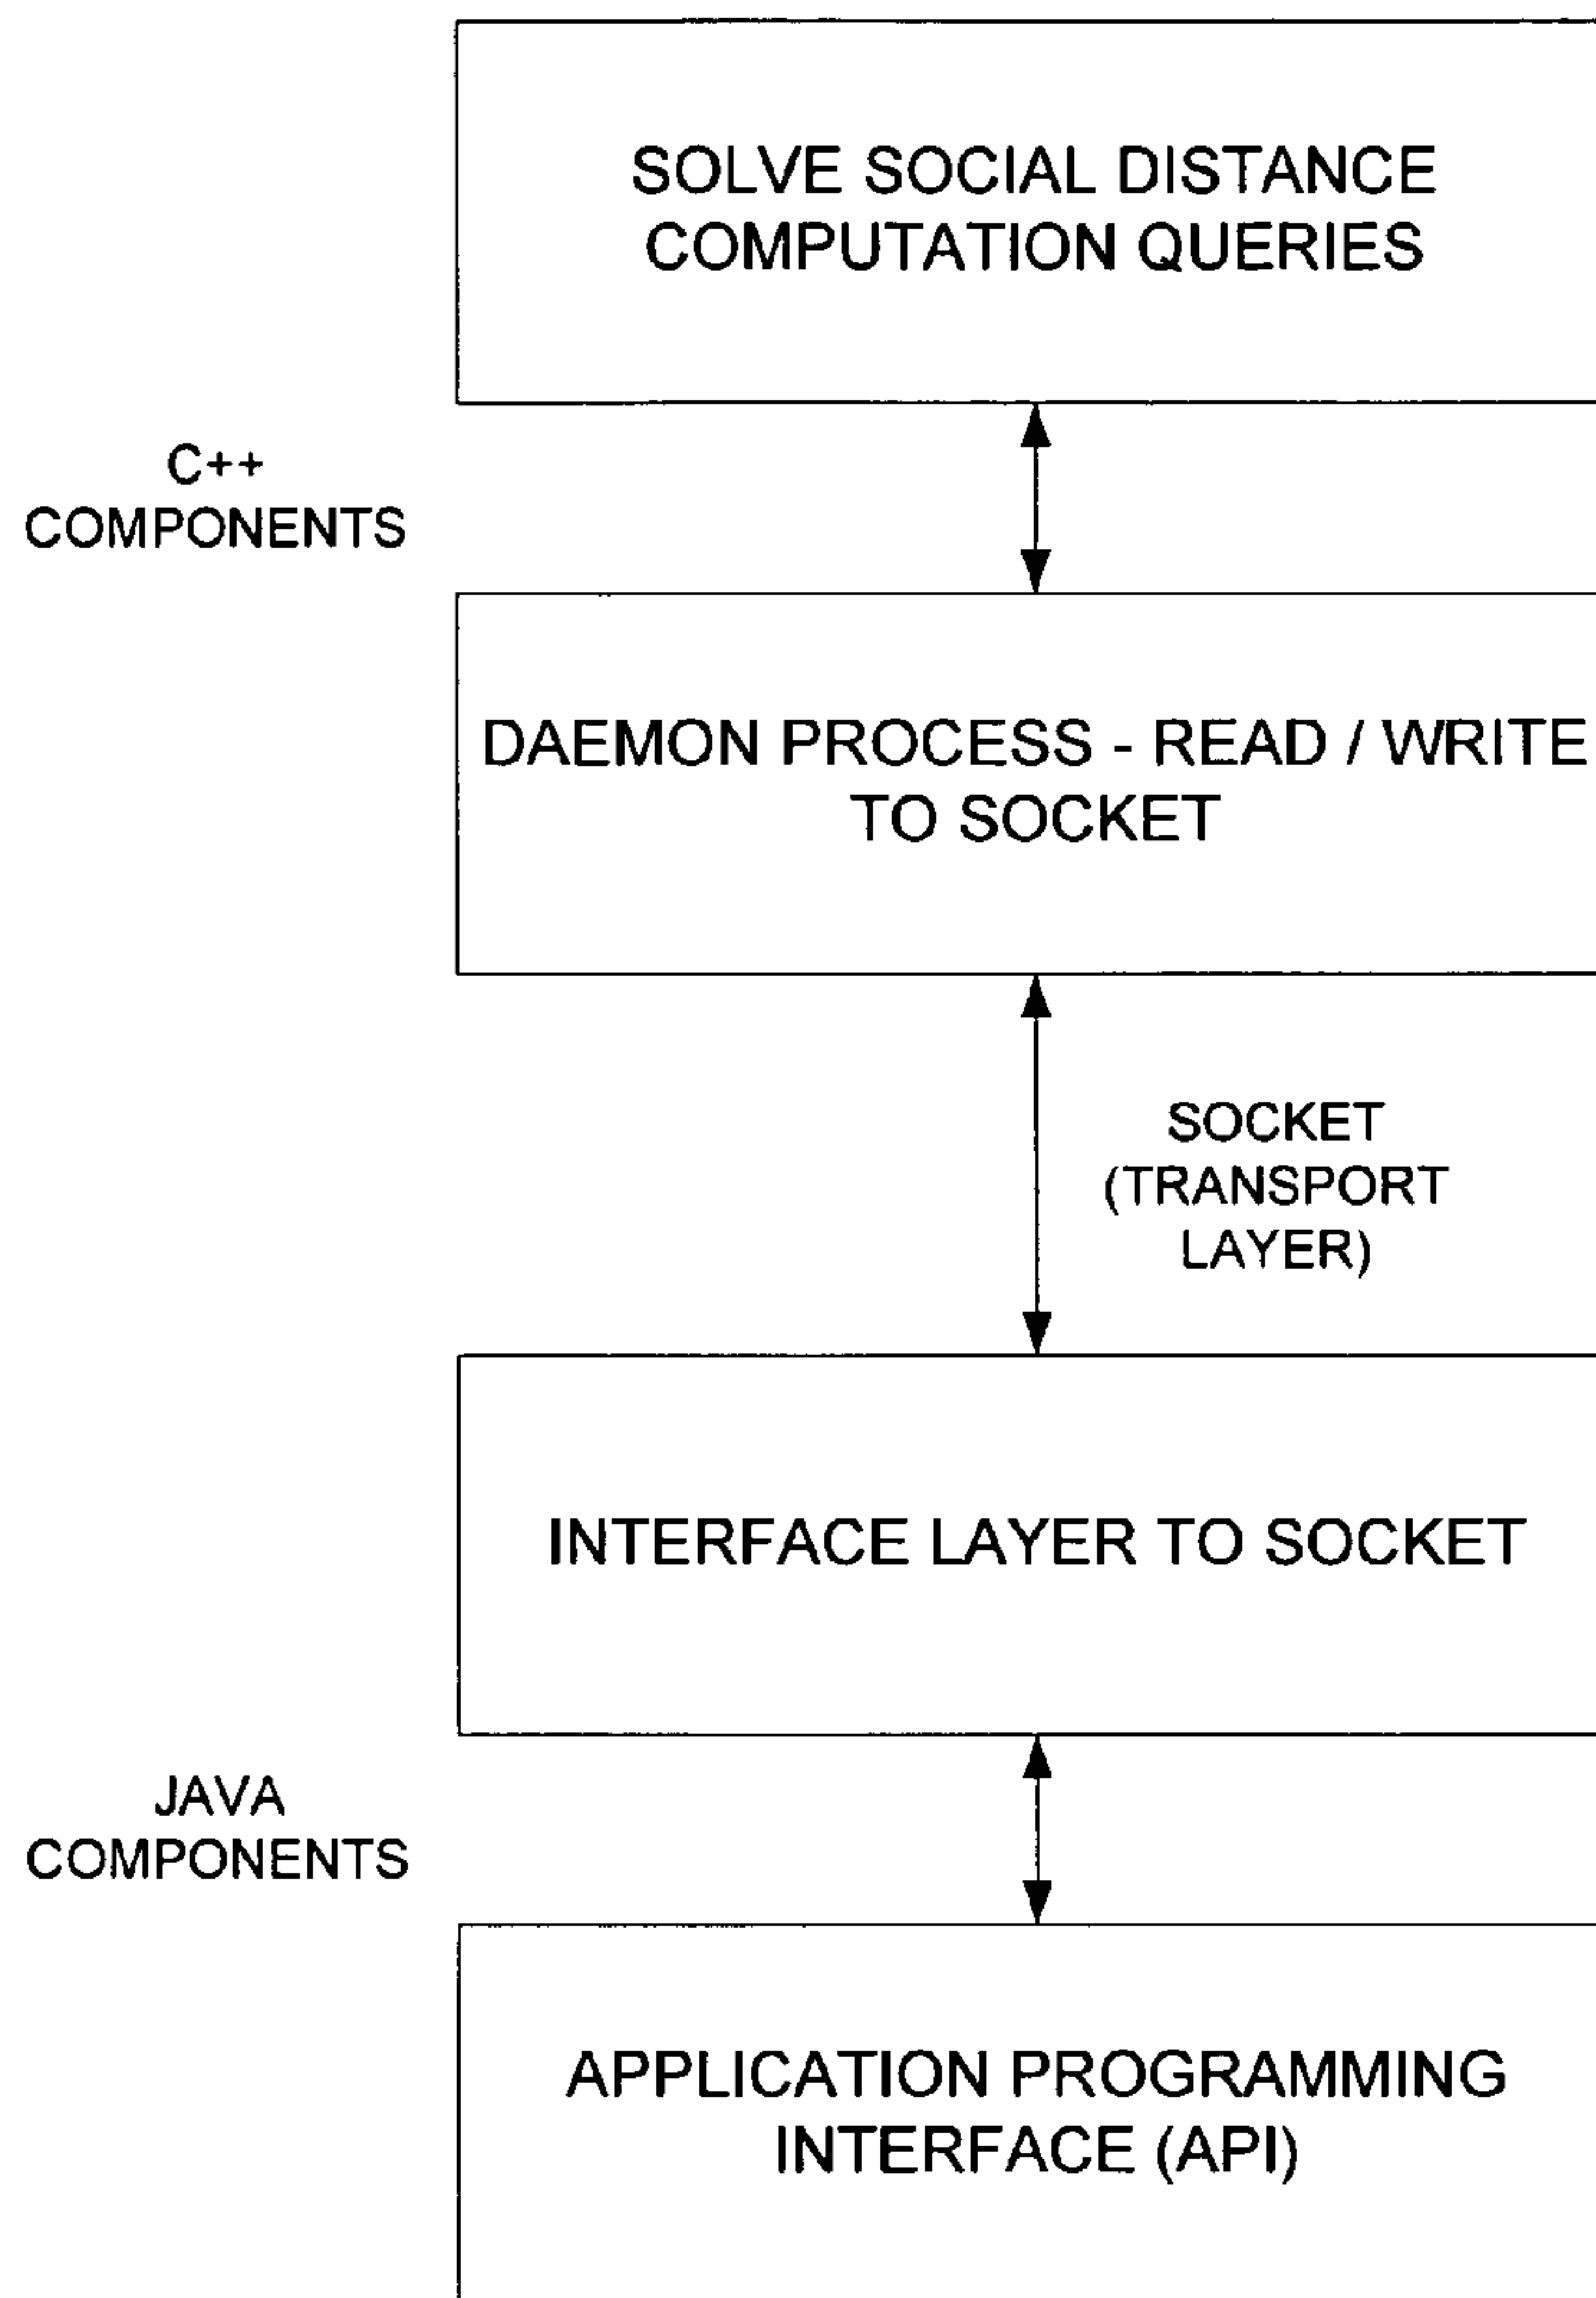 SOLVE SOCIAL DISTANCE
COMPUTATION QUERIES
C++
COMPONENTS
DAEMON PROCESS - READ / WRITE
TO SOCKET
SOCKET
(TRANSPORT
LAYER)
INTERFACE LAYER TO SOCKET
JAVA
COMPONENTS
APPLICATION PROGRAMMING
INTERFACE (API)